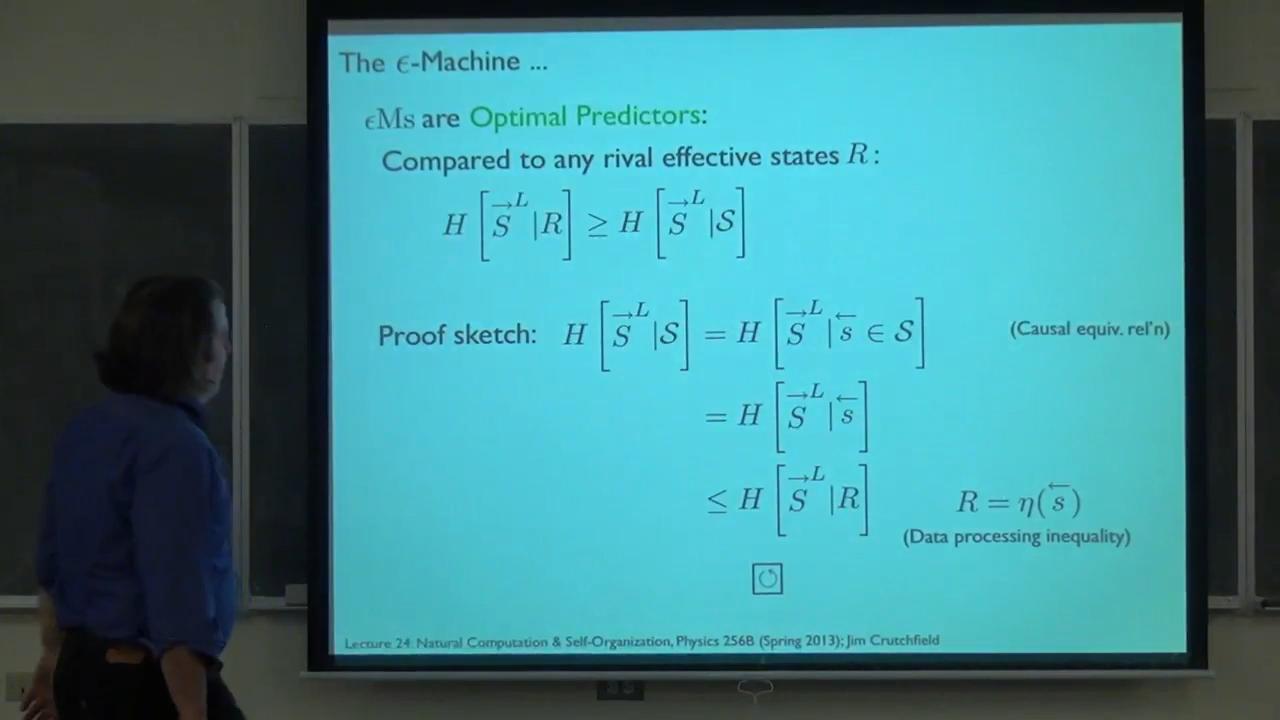 The ϵ-Machine ...
ϵMs are Optimal Predictors:
Compared to any rival effective states R:
H[S⃗^L|R] ≥ H[S⃗^L|𝒮]
Proof sketch: H[S⃗^L|𝒮] = H[S⃗^L|s⃖ ∈ 𝒮] (Causal equiv. rel'n)
= H[S⃗^L|s⃖]
≤ H[S⃗^L|R] R = η(s⃖)
(Data processing inequality)
Lecture 24: Natural Computation & Self-Organization, Physics 256B (Spring 2013); Jim Crutchfield